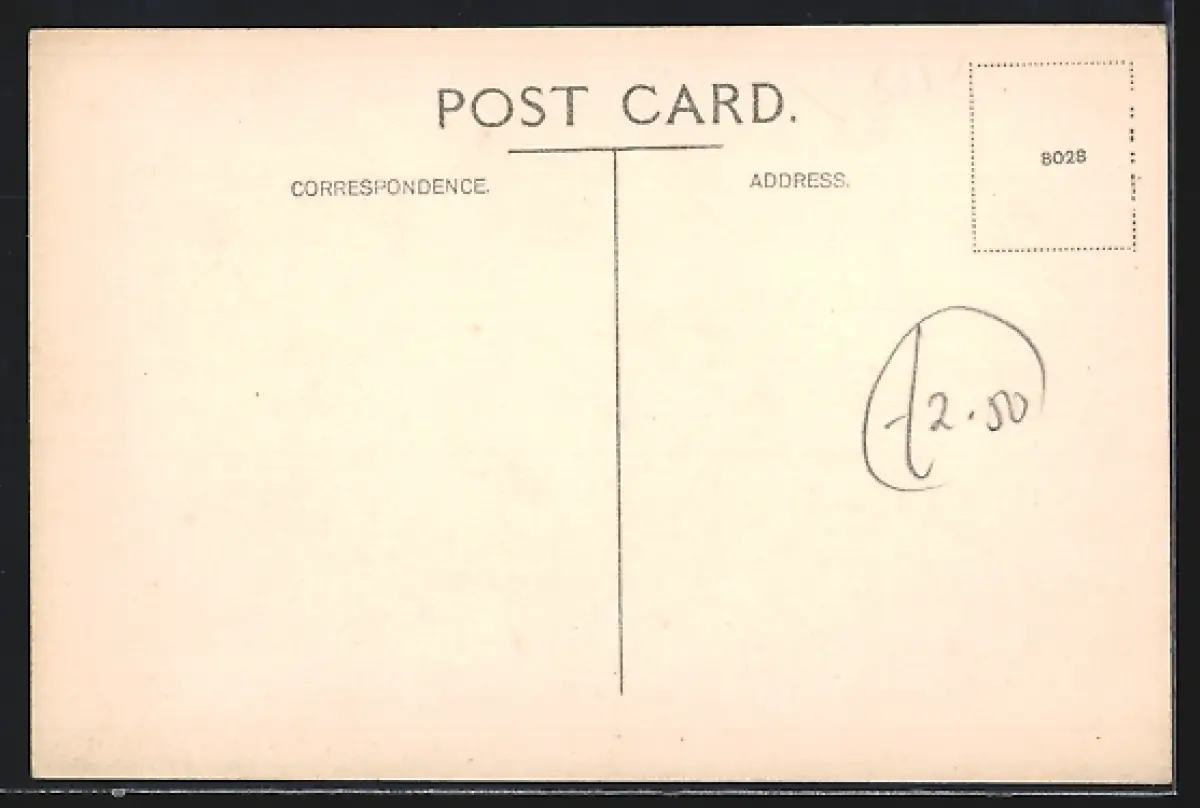 POST CARD.
CORRESPONDENCE.
ADDRESS.
8028
£2.50